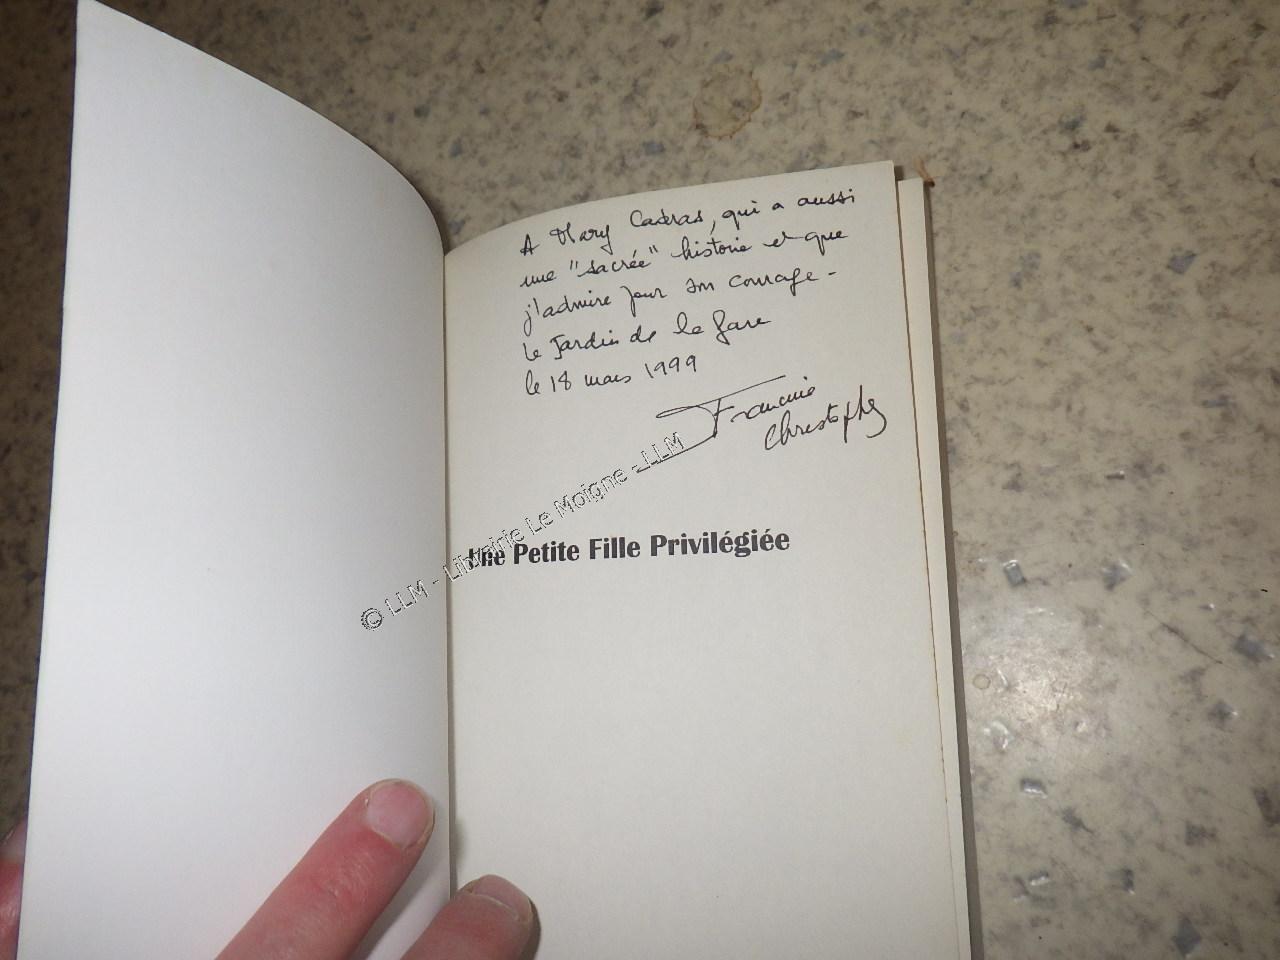 A Mary Cadras, qui a aussi
une "sacrée" histoire et que
j'admire pour son courage -
Le Jardin de la Gare
le 18 mars 1999
Francine
Christophe
© LLM - Librairie Le Moigne - LLM
Une Petite Fille Privilégiée